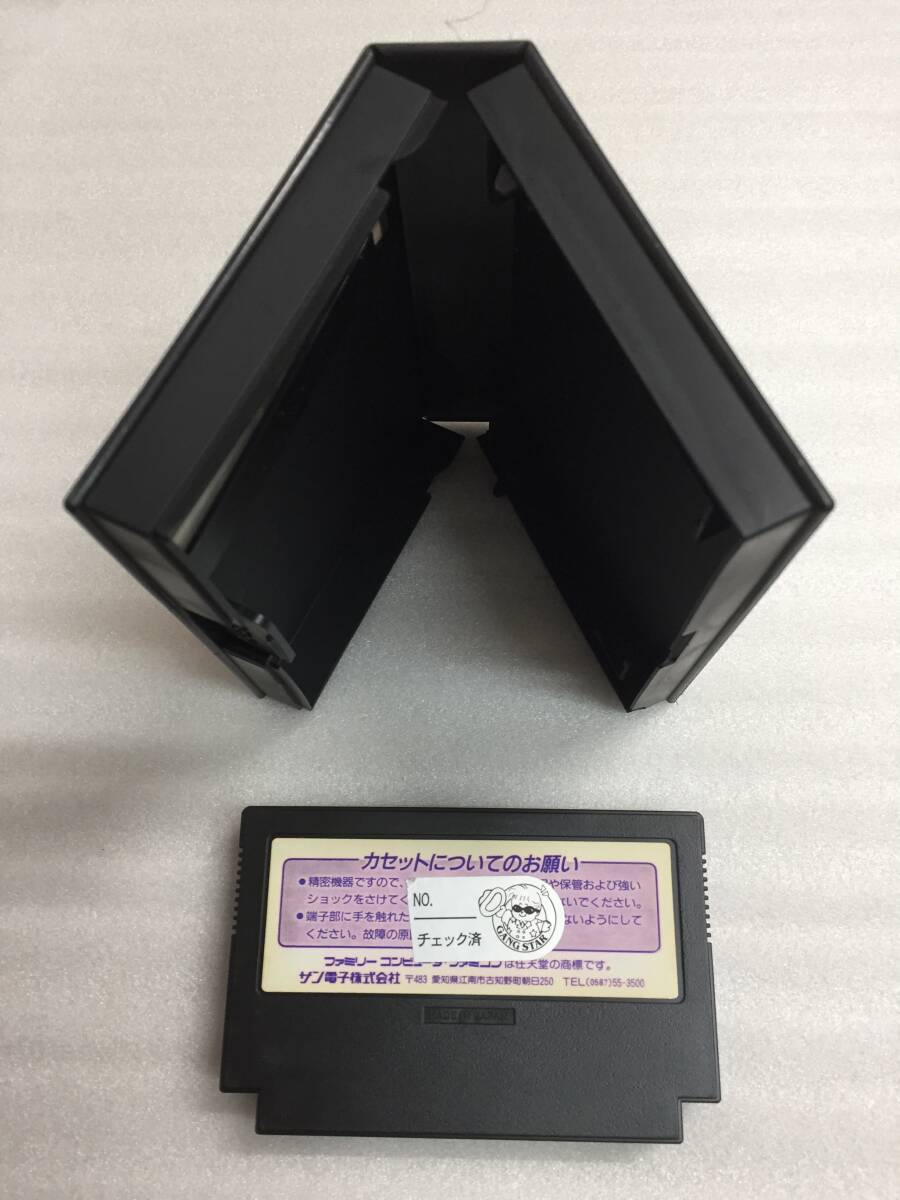 カセットについてのお願い
●精密機器ですので、 や保管および強い
ショックをさけてく ないでください。
●端子部に手を触れた ないようにして
ください。故障の原
NO.
チェック済
GANG STAR
ファミリーコンピュータ・ファミコンは任天堂の商標です。
サン電子株式会社 〒483 愛知県江南市古知野町朝日250 TEL(0587)55-3500
MADE IN JAPAN